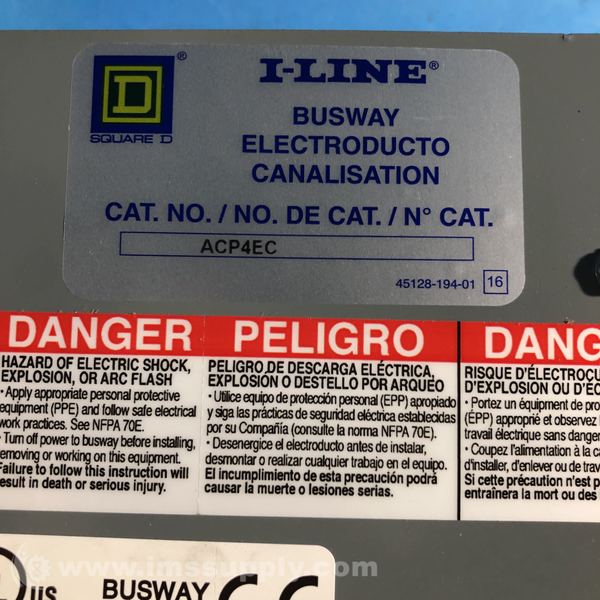 I-LINE®
D ®
SQUARE D
BUSWAY
ELECTRODUCTO
CANALISATION
CAT. NO. / NO. DE CAT. / N° CAT.
ACP4EC
45128-194-01 16
DANGER
HAZARD OF ELECTRIC SHOCK,
EXPLOSION, OR ARC FLASH
• Apply appropriate personal protective
equipment (PPE) and follow safe electrical
work practices. See NFPA 70E.
• Turn off power to busway before installing,
removing or working on this equipment.
Failure to follow this instruction will
result in death or serious injury.
PELIGRO
PELIGRO DE DESCARGA ELÉCTRICA,
EXPLOSIÓN O DESTELLO POR ARQUEO
• Utilice equipo de protección personal (EPP) apropiado
y siga las prácticas de seguridad eléctrica establecidas
por su Compañía (consulte la norma NFPA 70E).
• Desenergice el electroducto antes de instalar,
desmontar o realizar cualquier trabajo en el equipo.
El incumplimiento de esta precaución podrá
causar la muerte o lesiones serias.
DANG
RISQUE D'ÉLECTROCU
D'EXPLOSION OU D'ÉC
• Portez un équipement de pro
(ÉPP) approprié et observez
travail électrique sans danger
• Coupez l'alimentation à la ca
d'installer, d'enlever ou de trav
Si cette précaution n'est p
entraînera la mort ou des
us BUSWAY CE
www.imssupply.com